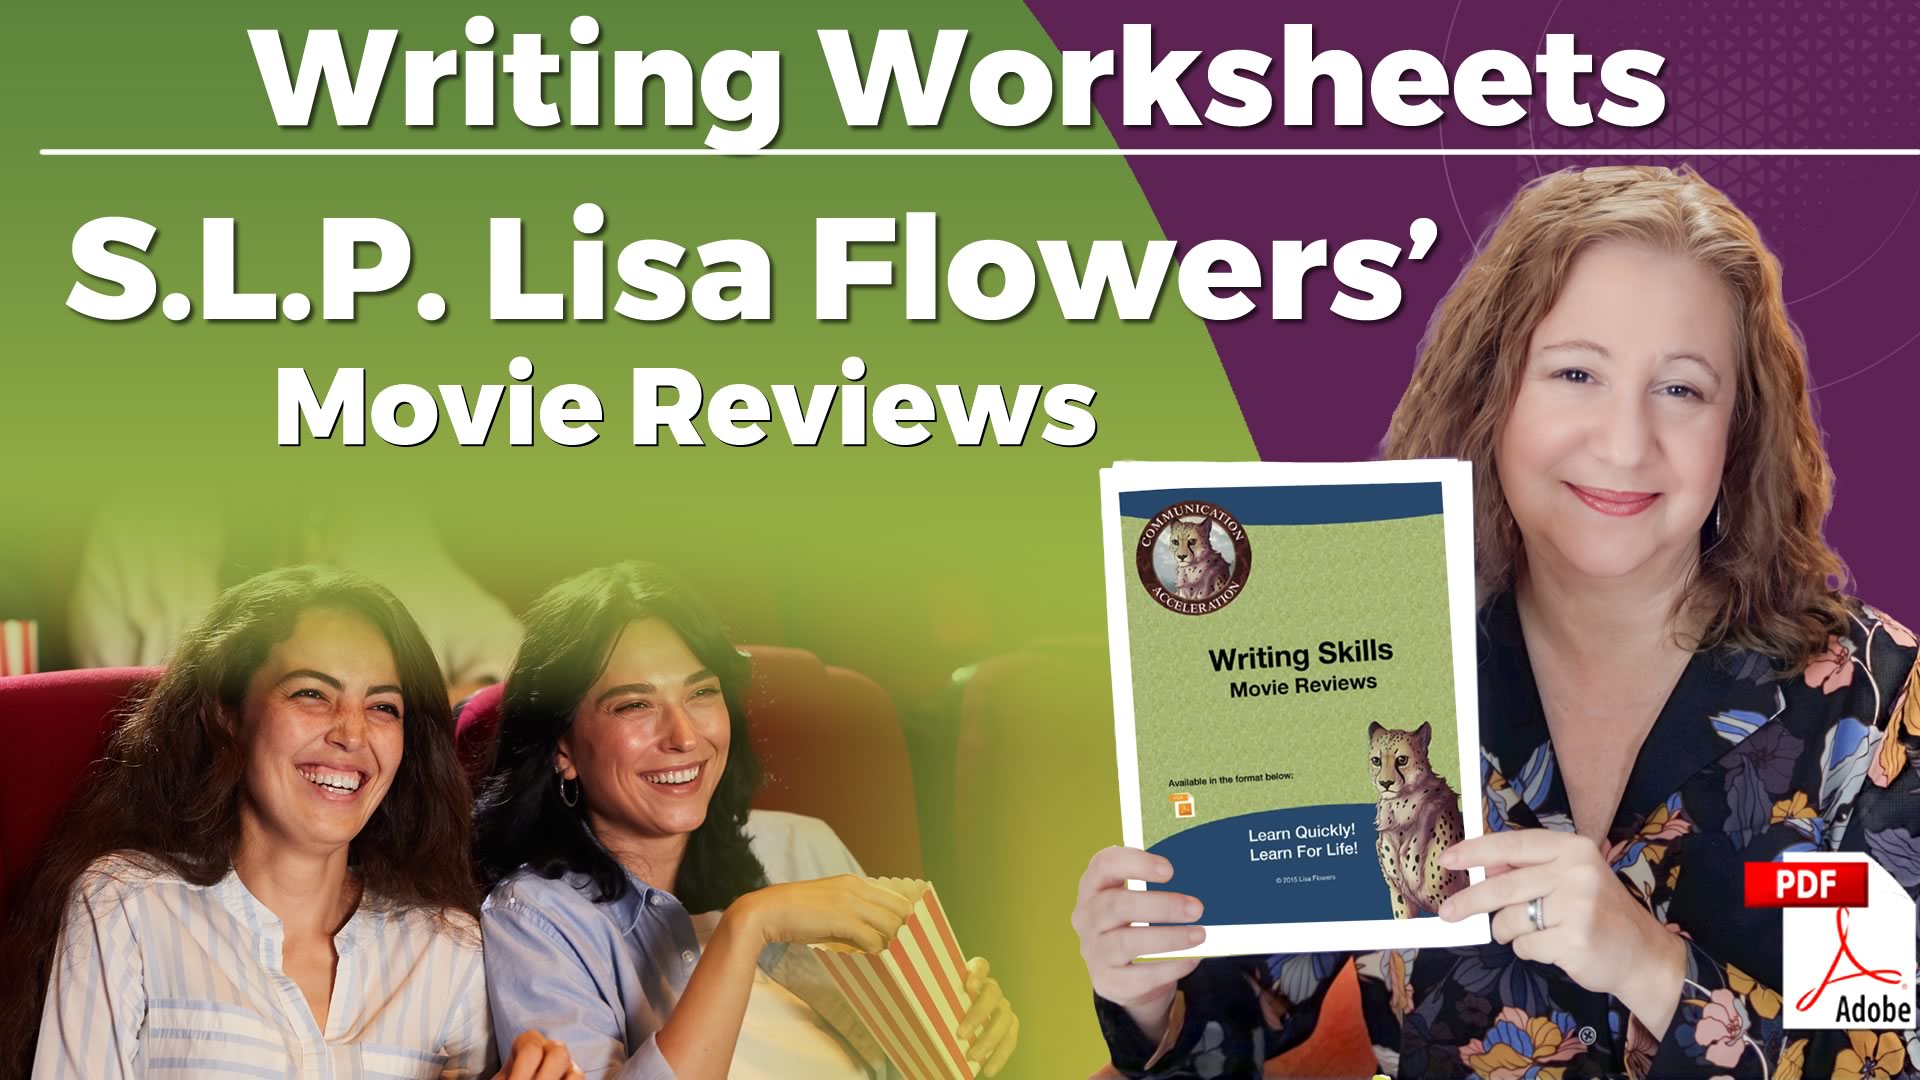 Writing Worksheets
S.L.P. Lisa Flowers’
Movie Reviews
COMMUNICATION
ACCELERATION
Writing Skills
Movie Reviews
Available in the format below:
PDF
Learn Quickly!
Learn For Life!
© 2015 Lisa Flowers
PDF
Adobe